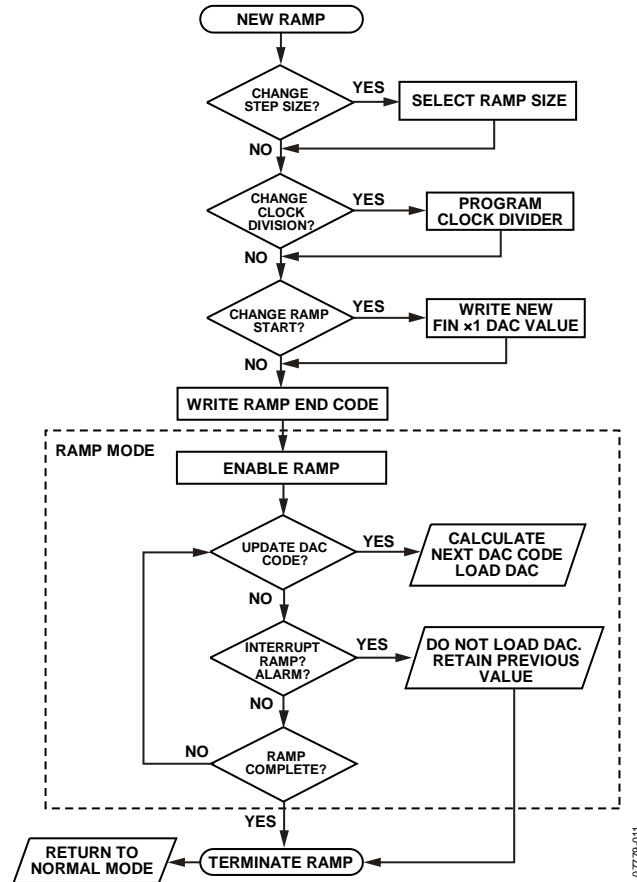 NEW RAMP
CHANGE
STEP SIZE?
YES
SELECT RAMP SIZE
NO
CHANGE
CLOCK
DIVISION?
YES
PROGRAM
CLOCK DIVIDER
NO
CHANGE RAMP
START?
YES
WRITE NEW
FIN ×1 DAC VALUE
NO
WRITE RAMP END CODE
RAMP MODE
ENABLE RAMP
UPDATE DAC
CODE?
YES
CALCULATE
NEXT DAC CODE
LOAD DAC
NO
INTERRUPT
RAMP?
ALARM?
YES
DO NOT LOAD DAC.
RETAIN PREVIOUS
VALUE
NO
RAMP
COMPLETE?
NO
YES
TERMINATE RAMP
RETURN TO
NORMAL MODE
07779-011